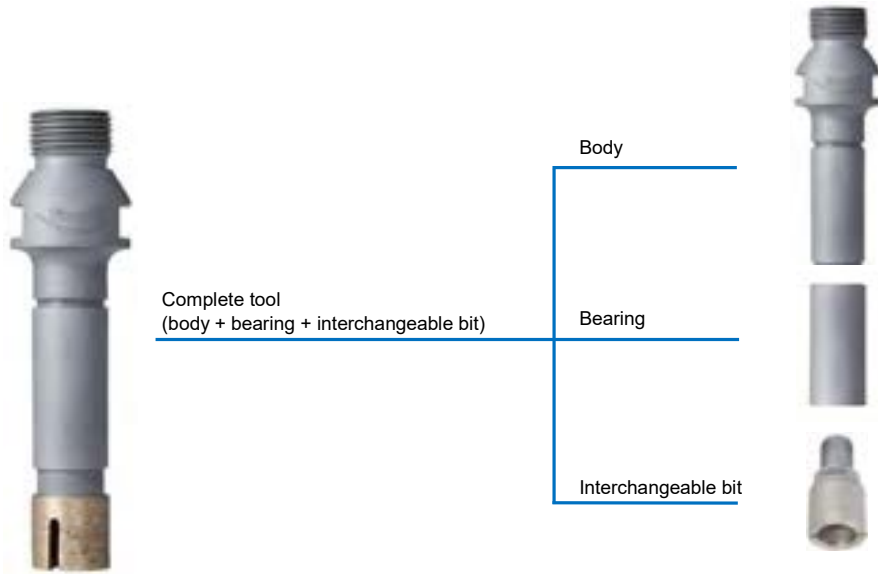 Body
Complete tool
(body + bearing + interchangeable bit)
Bearing
Interchangeable bit